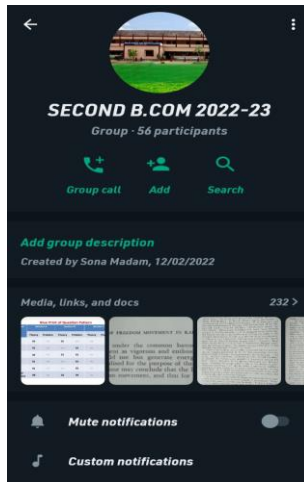 SECOND B.COM 2022-23
Group · 56 participants
Group call Add Search
Add group description
Created by Sona Madam, 12/02/2022
Media, links, and docs 232 >
Mute notifications
Custom notifications